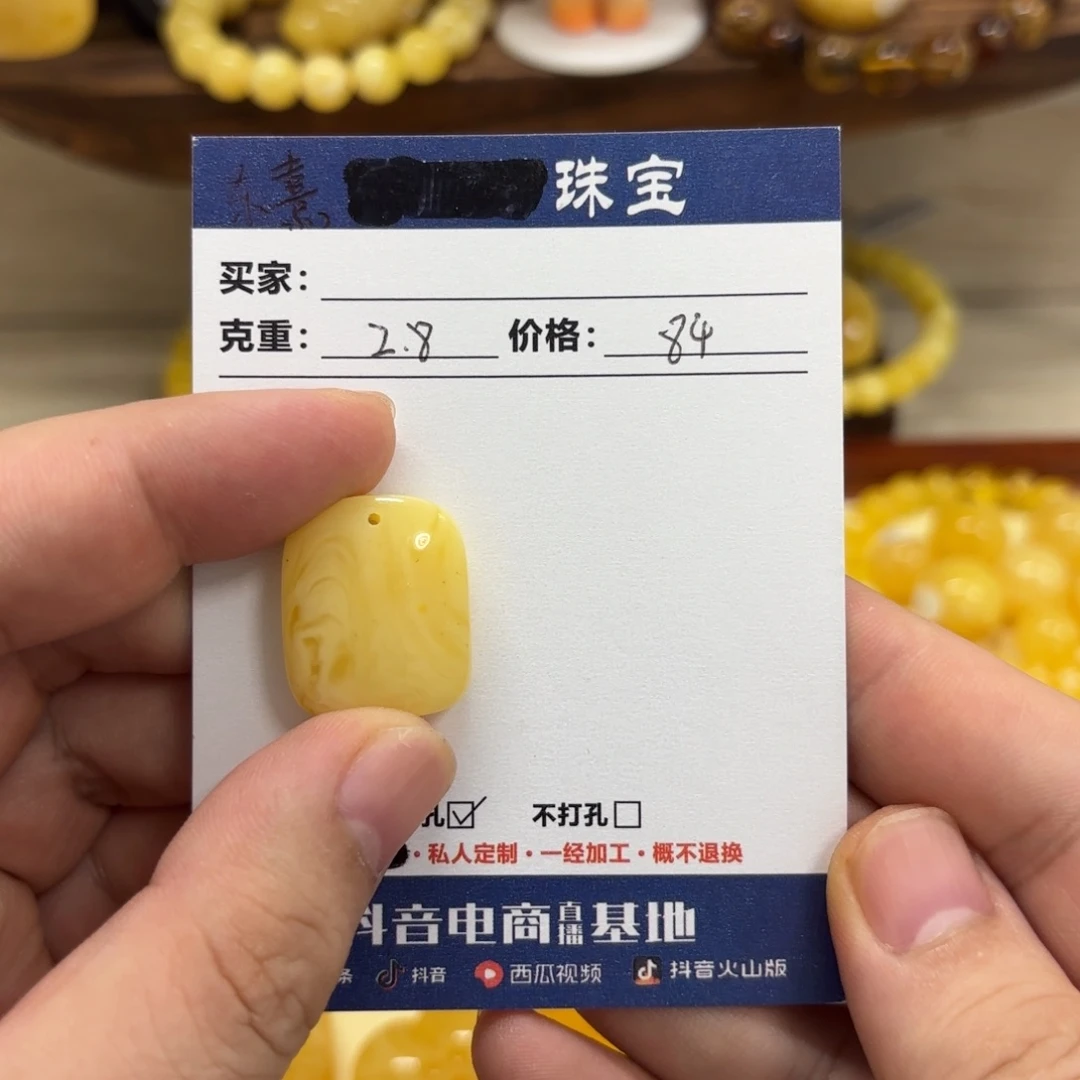 珠宝
买家：
克重： 2.8 价格： 84
孔☑ 不打孔☐
·私人定制·一经加工·概不退换
抖音电商直播基地
条 抖音 西瓜视频 抖音火山版